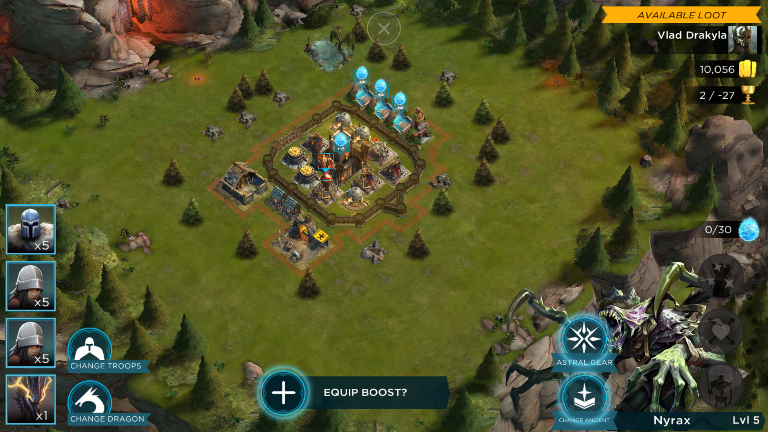 AVAILABLE LOOT
Vlad Drakyla
10,056
2 / -27
0/30
x5
x5
x5
x1
CHANGE TROOPS
CHANGE DRAGON
EQUIP BOOST?
ASTRAL GEAR
CHANGE ANCIENT
Nyrax
Lvl 5